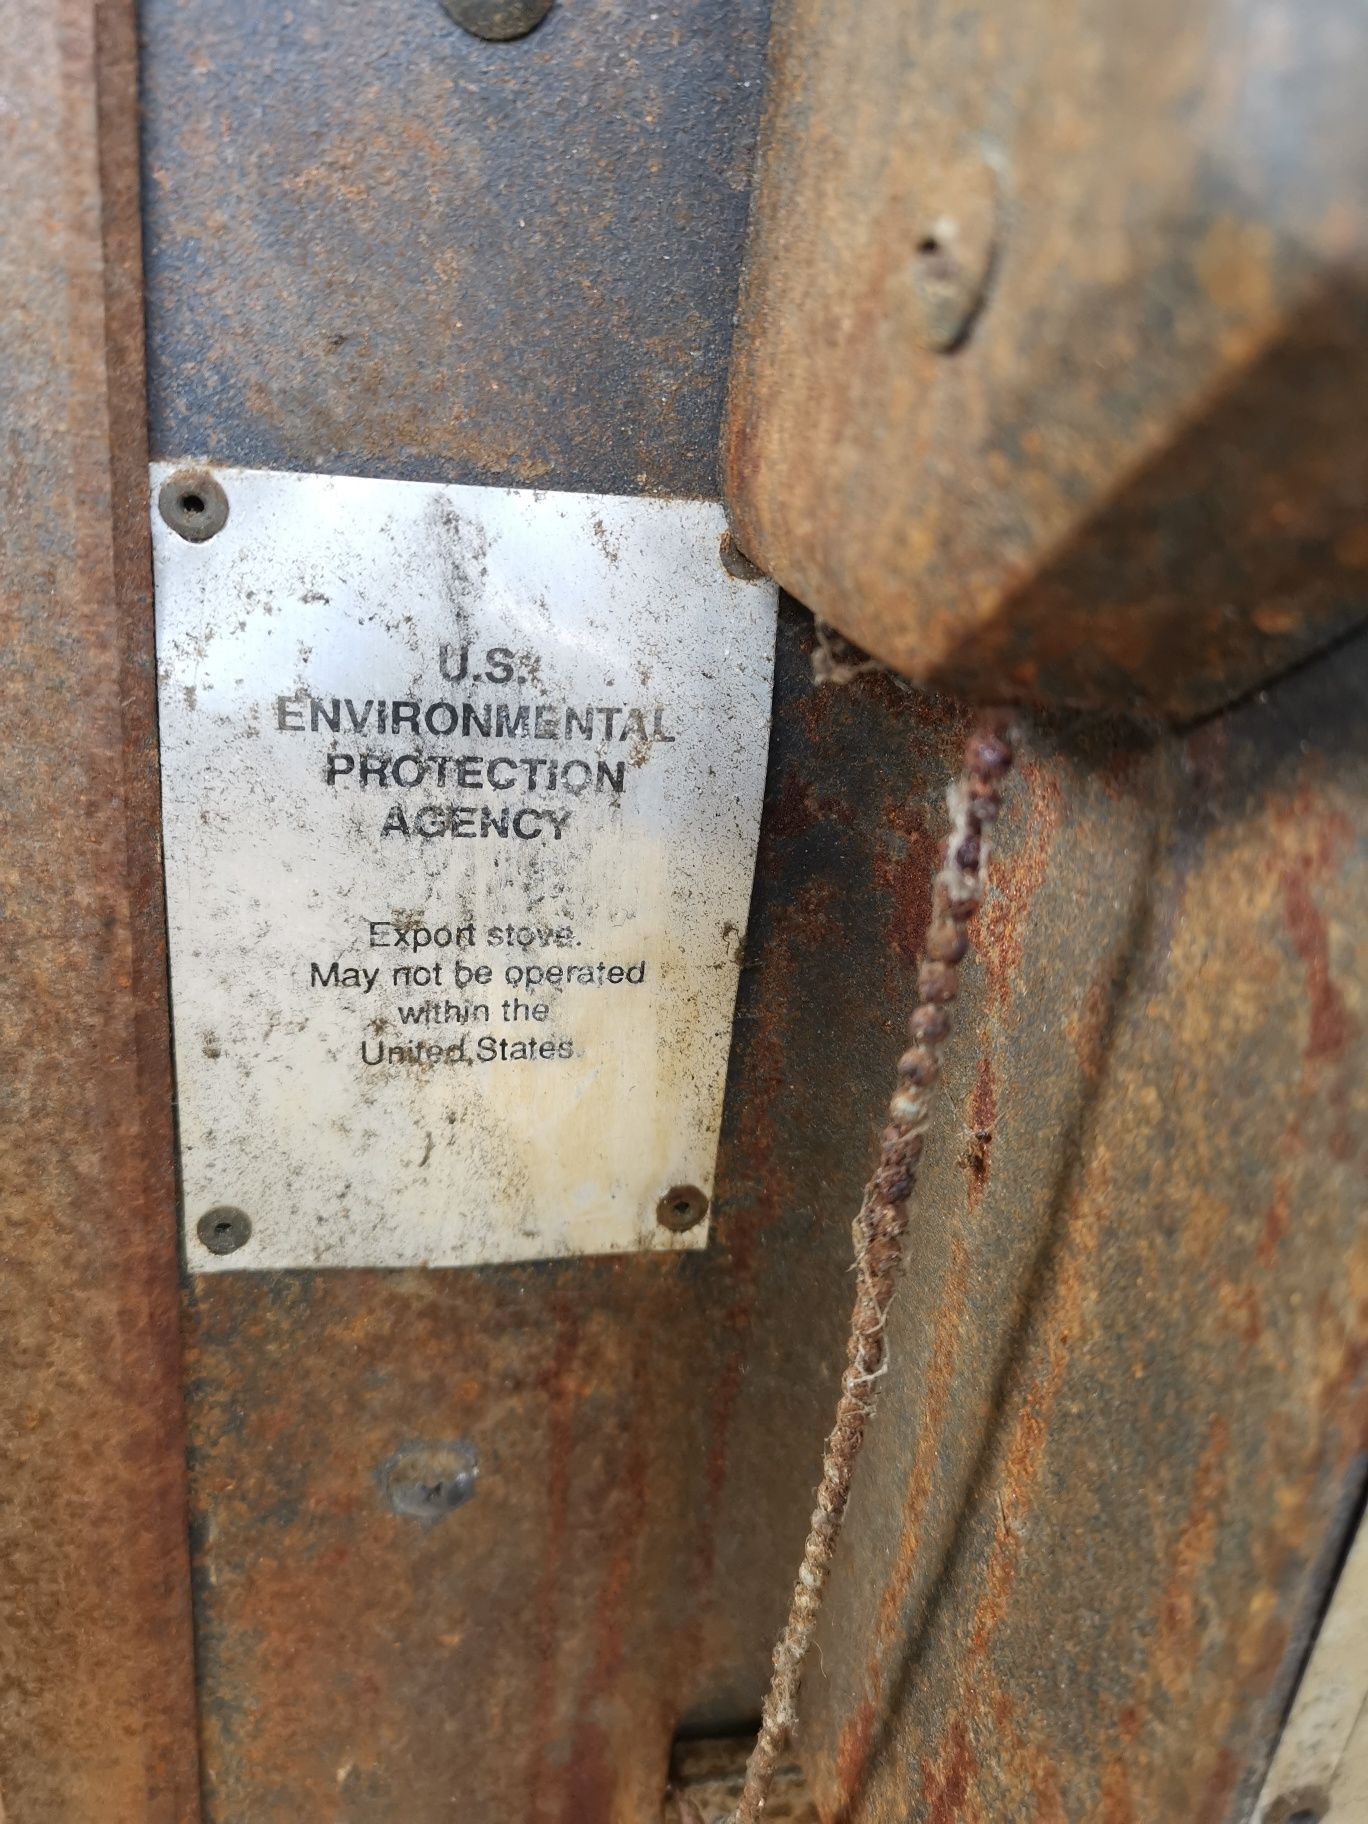 U.S.
ENVIRONMENTAL
PROTECTION
AGENCY
Export stove.
May not be operated
within the
United States.